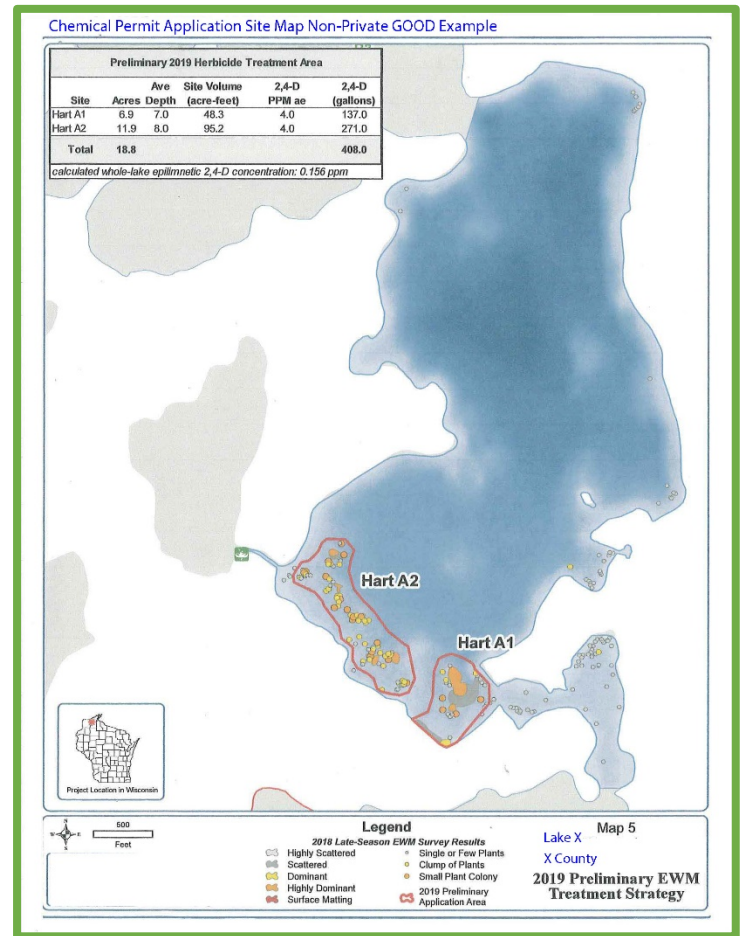 Chemical Permit Application Site Map Non-Private GOOD Example
Preliminary 2019 Herbicide Treatment Area
Ave Site Volume 2,4-D 2,4-D
Site Acres Depth (acre-feet) PPM ae (gallons)
Hart A1 6.9 7.0 48.3 4.0 137.0
Hart A2 11.9 8.0 95.2 4.0 271.0
Total 18.8 408.0
calculated whole-lake epilimnetic 2,4-D concentration: 0.156 ppm
Hart A2
Hart A1
Project Location in Wisconsin
N
W E
S
500
Feet
Legend
2018 Late-Season EWM Survey Results
Highly Scattered
Scattered
Dominant
Highly Dominant
Surface Matting
Single or Few Plants
Clump of Plants
Small Plant Colony
2019 Preliminary
Application Area
Map 5
Lake X
X County
2019 Preliminary EWM
Treatment Strategy